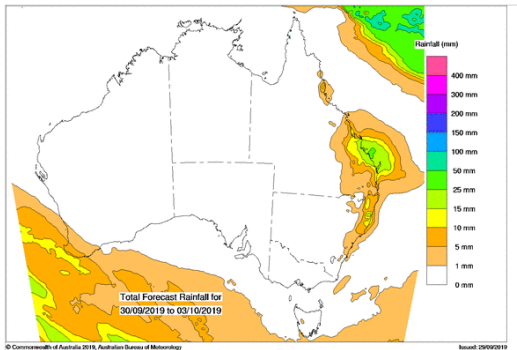 Rainfall (mm)
400 mm
300 mm
200 mm
150 mm
100 mm
50 mm
25 mm
15 mm
10 mm
5 mm
1 mm
0 mm
Total Forecast Rainfall for
30/09/2019 to 03/10/2019
© Commonwealth of Australia 2019, Australian Bureau of Meteorology
Issued: 29/09/2019